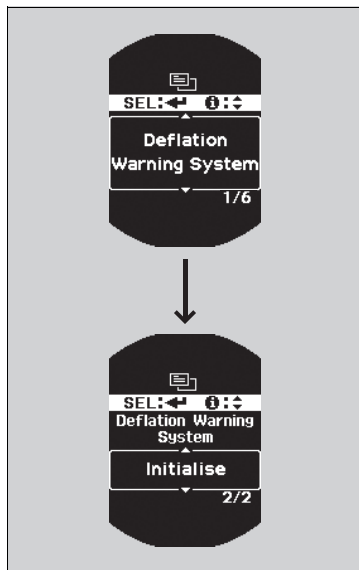 SEL:↵ i:⬍
Deflation
Warning System
1/6
SEL:↵ i:⬍
Deflation Warning
System
Initialise
2/2